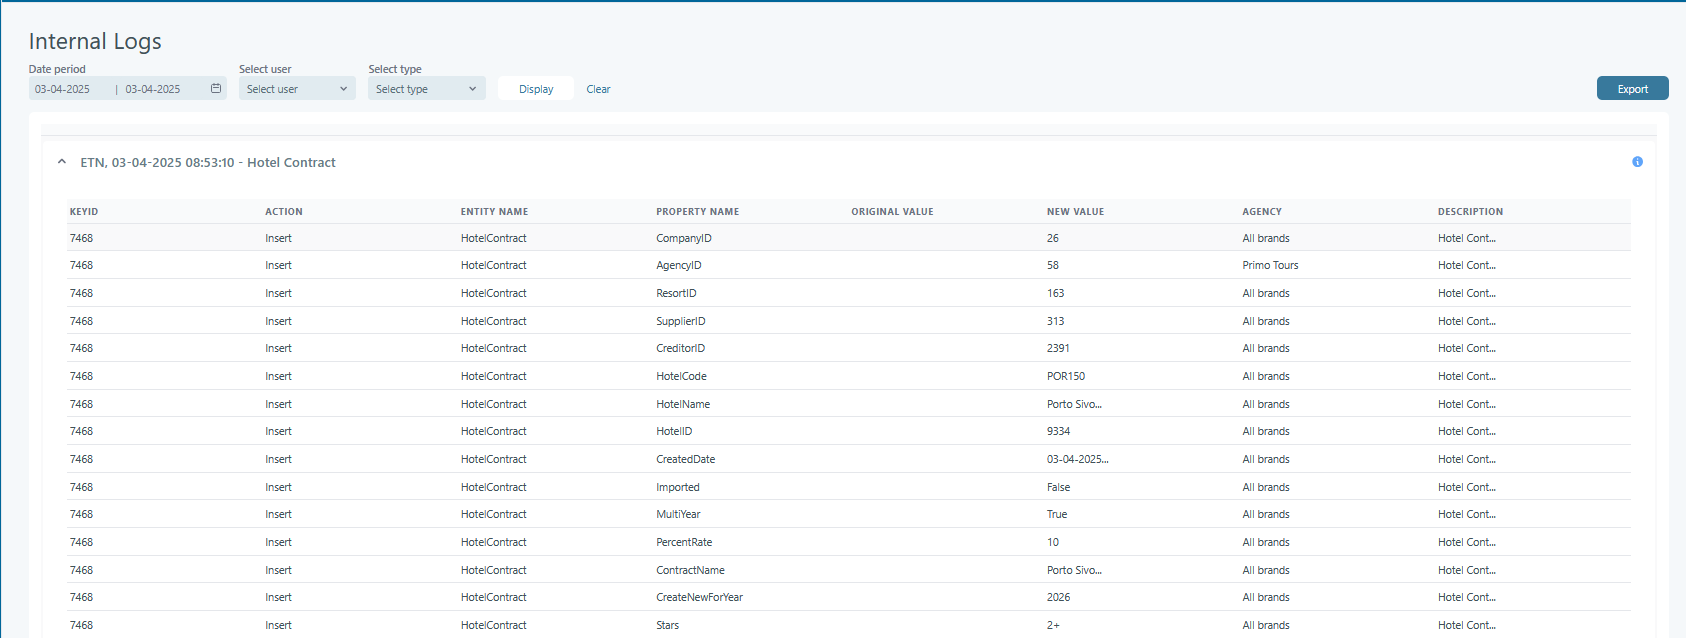 Internal Logs
Date period Select user Select type
03-04-2025 | 03-04-2025 Select user Select type Display Clear Export
ETN, 03-04-2025 08:53:10 - Hotel Contract
KEYID ACTION ENTITY NAME PROPERTY NAME ORIGINAL VALUE NEW VALUE AGENCY DESCRIPTION
7468 Insert HotelContract CompanyID 26 All brands Hotel Cont...
7468 Insert HotelContract AgencyID 58 Primo Tours Hotel Cont...
7468 Insert HotelContract ResortID 163 All brands Hotel Cont...
7468 Insert HotelContract SupplierID 313 All brands Hotel Cont...
7468 Insert HotelContract CreditorID 2391 All brands Hotel Cont...
7468 Insert HotelContract HotelCode POR150 All brands Hotel Cont...
7468 Insert HotelContract HotelName Porto Sivo... All brands Hotel Cont...
7468 Insert HotelContract HotelID 9334 All brands Hotel Cont...
7468 Insert HotelContract CreatedDate 03-04-2025... All brands Hotel Cont...
7468 Insert HotelContract Imported False All brands Hotel Cont...
7468 Insert HotelContract MultiYear True All brands Hotel Cont...
7468 Insert HotelContract PercentRate 10 All brands Hotel Cont...
7468 Insert HotelContract ContractName Porto Sivo... All brands Hotel Cont...
7468 Insert HotelContract CreateNewForYear 2026 All brands Hotel Cont...
7468 Insert HotelContract Stars 2+ All brands Hotel Cont...